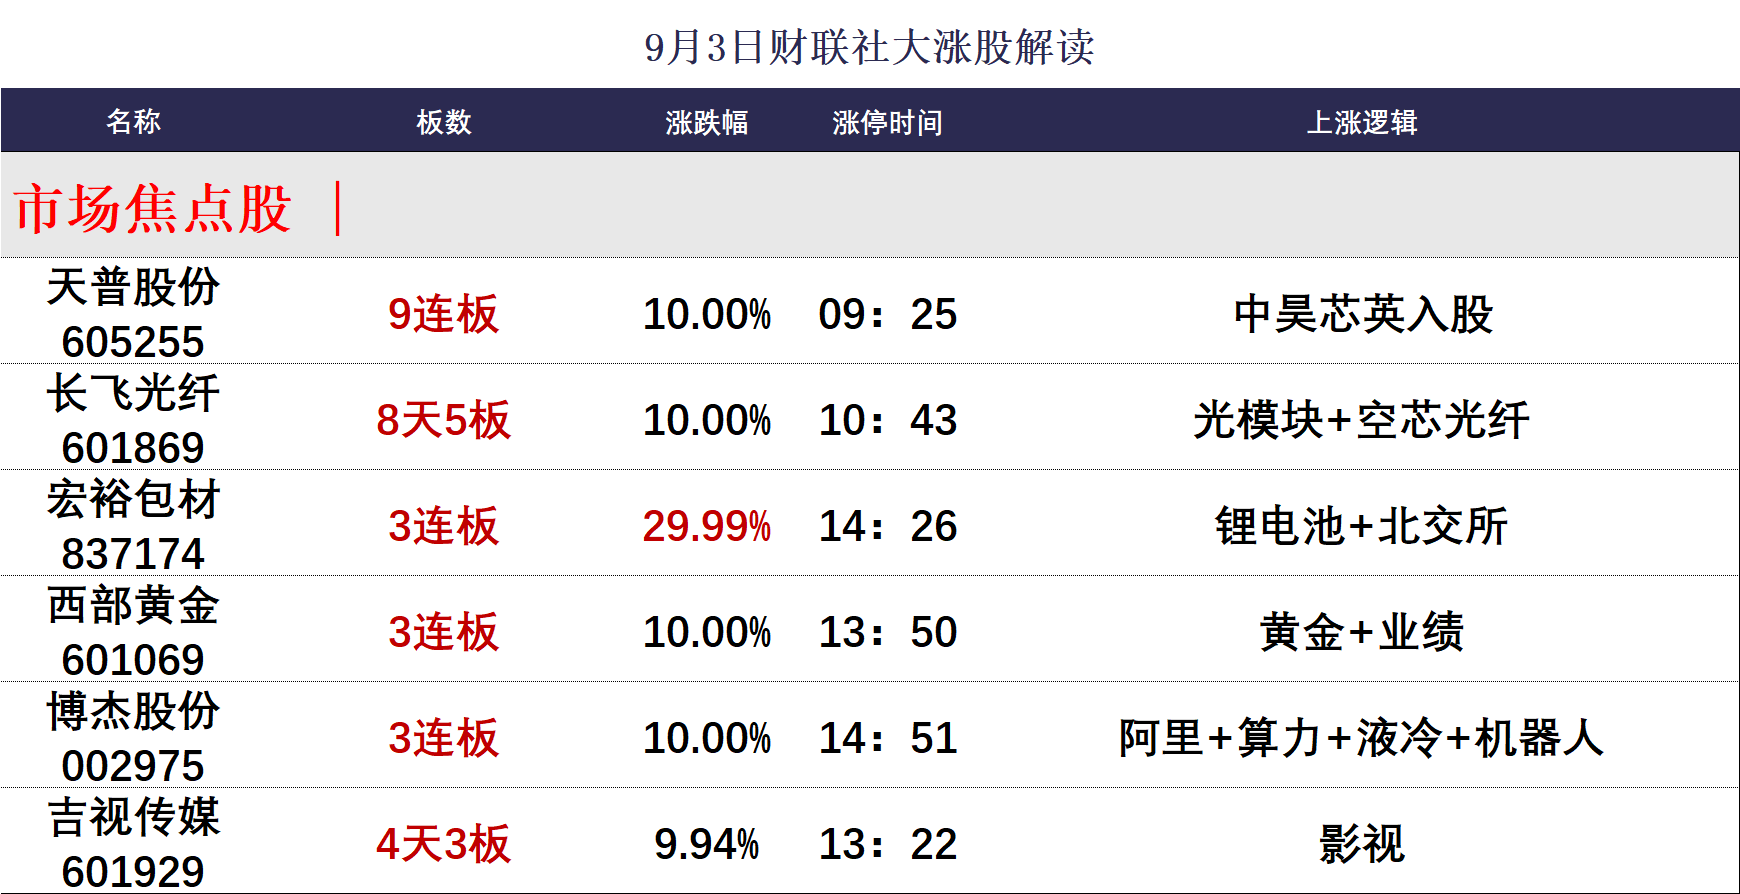 9月3日财联社大涨股解读
名称 板数 涨跌幅 涨停时间 上涨逻辑
市场焦点股 ｜
天普股份
605255 9连板 10.00% 09：25 中昊芯英入股
长飞光纤
601869 8天5板 10.00% 10：43 光模块+空芯光纤
宏裕包材
837174 3连板 29.99% 14：26 锂电池+北交所
西部黄金
601069 3连板 10.00% 13：50 黄金+业绩
博杰股份
002975 3连板 10.00% 14：51 阿里+算力+液冷+机器人
吉视传媒
601929 4天3板 9.94% 13：22 影视